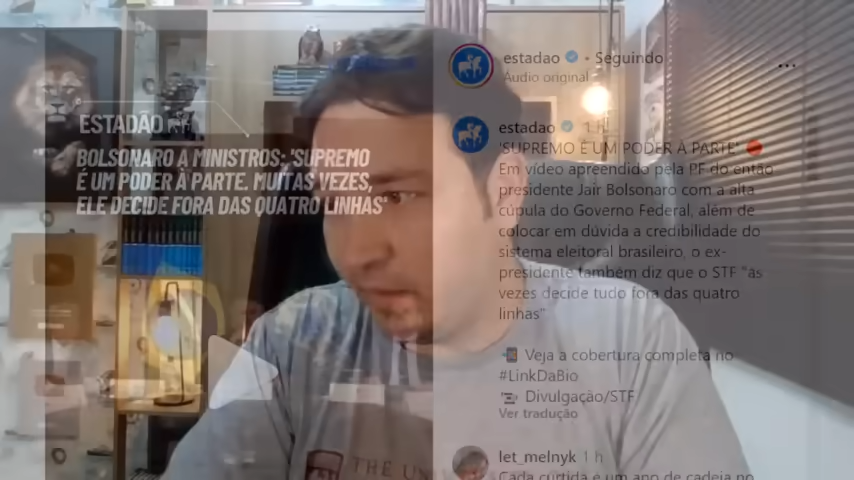 ESTADÃO
BOLSONARO A MINISTROS: 'SUPREMO
É UM PODER À PARTE. MUITAS VEZES,
ELE DECIDE FORA DAS QUATRO LINHAS'
estadao • Seguindo
Áudio original
estadao 1 h
'SUPREMO É UM PODER À PARTE'
Em vídeo apreendido pela PF do então
presidente Jair Bolsonaro com a alta
cúpula do Governo Federal, além de
colocar em dúvida a credibilidade do
sistema eleitoral brasileiro, o ex-
presidente também diz que o STF "as
vezes decide tudo fora das quatro
linhas"
Veja a cobertura completa no
#LinkDaBio
Divulgação/STF
Ver tradução
let_melnyk 1 h
Cada curtida e um ano de cadeia no
THE UN